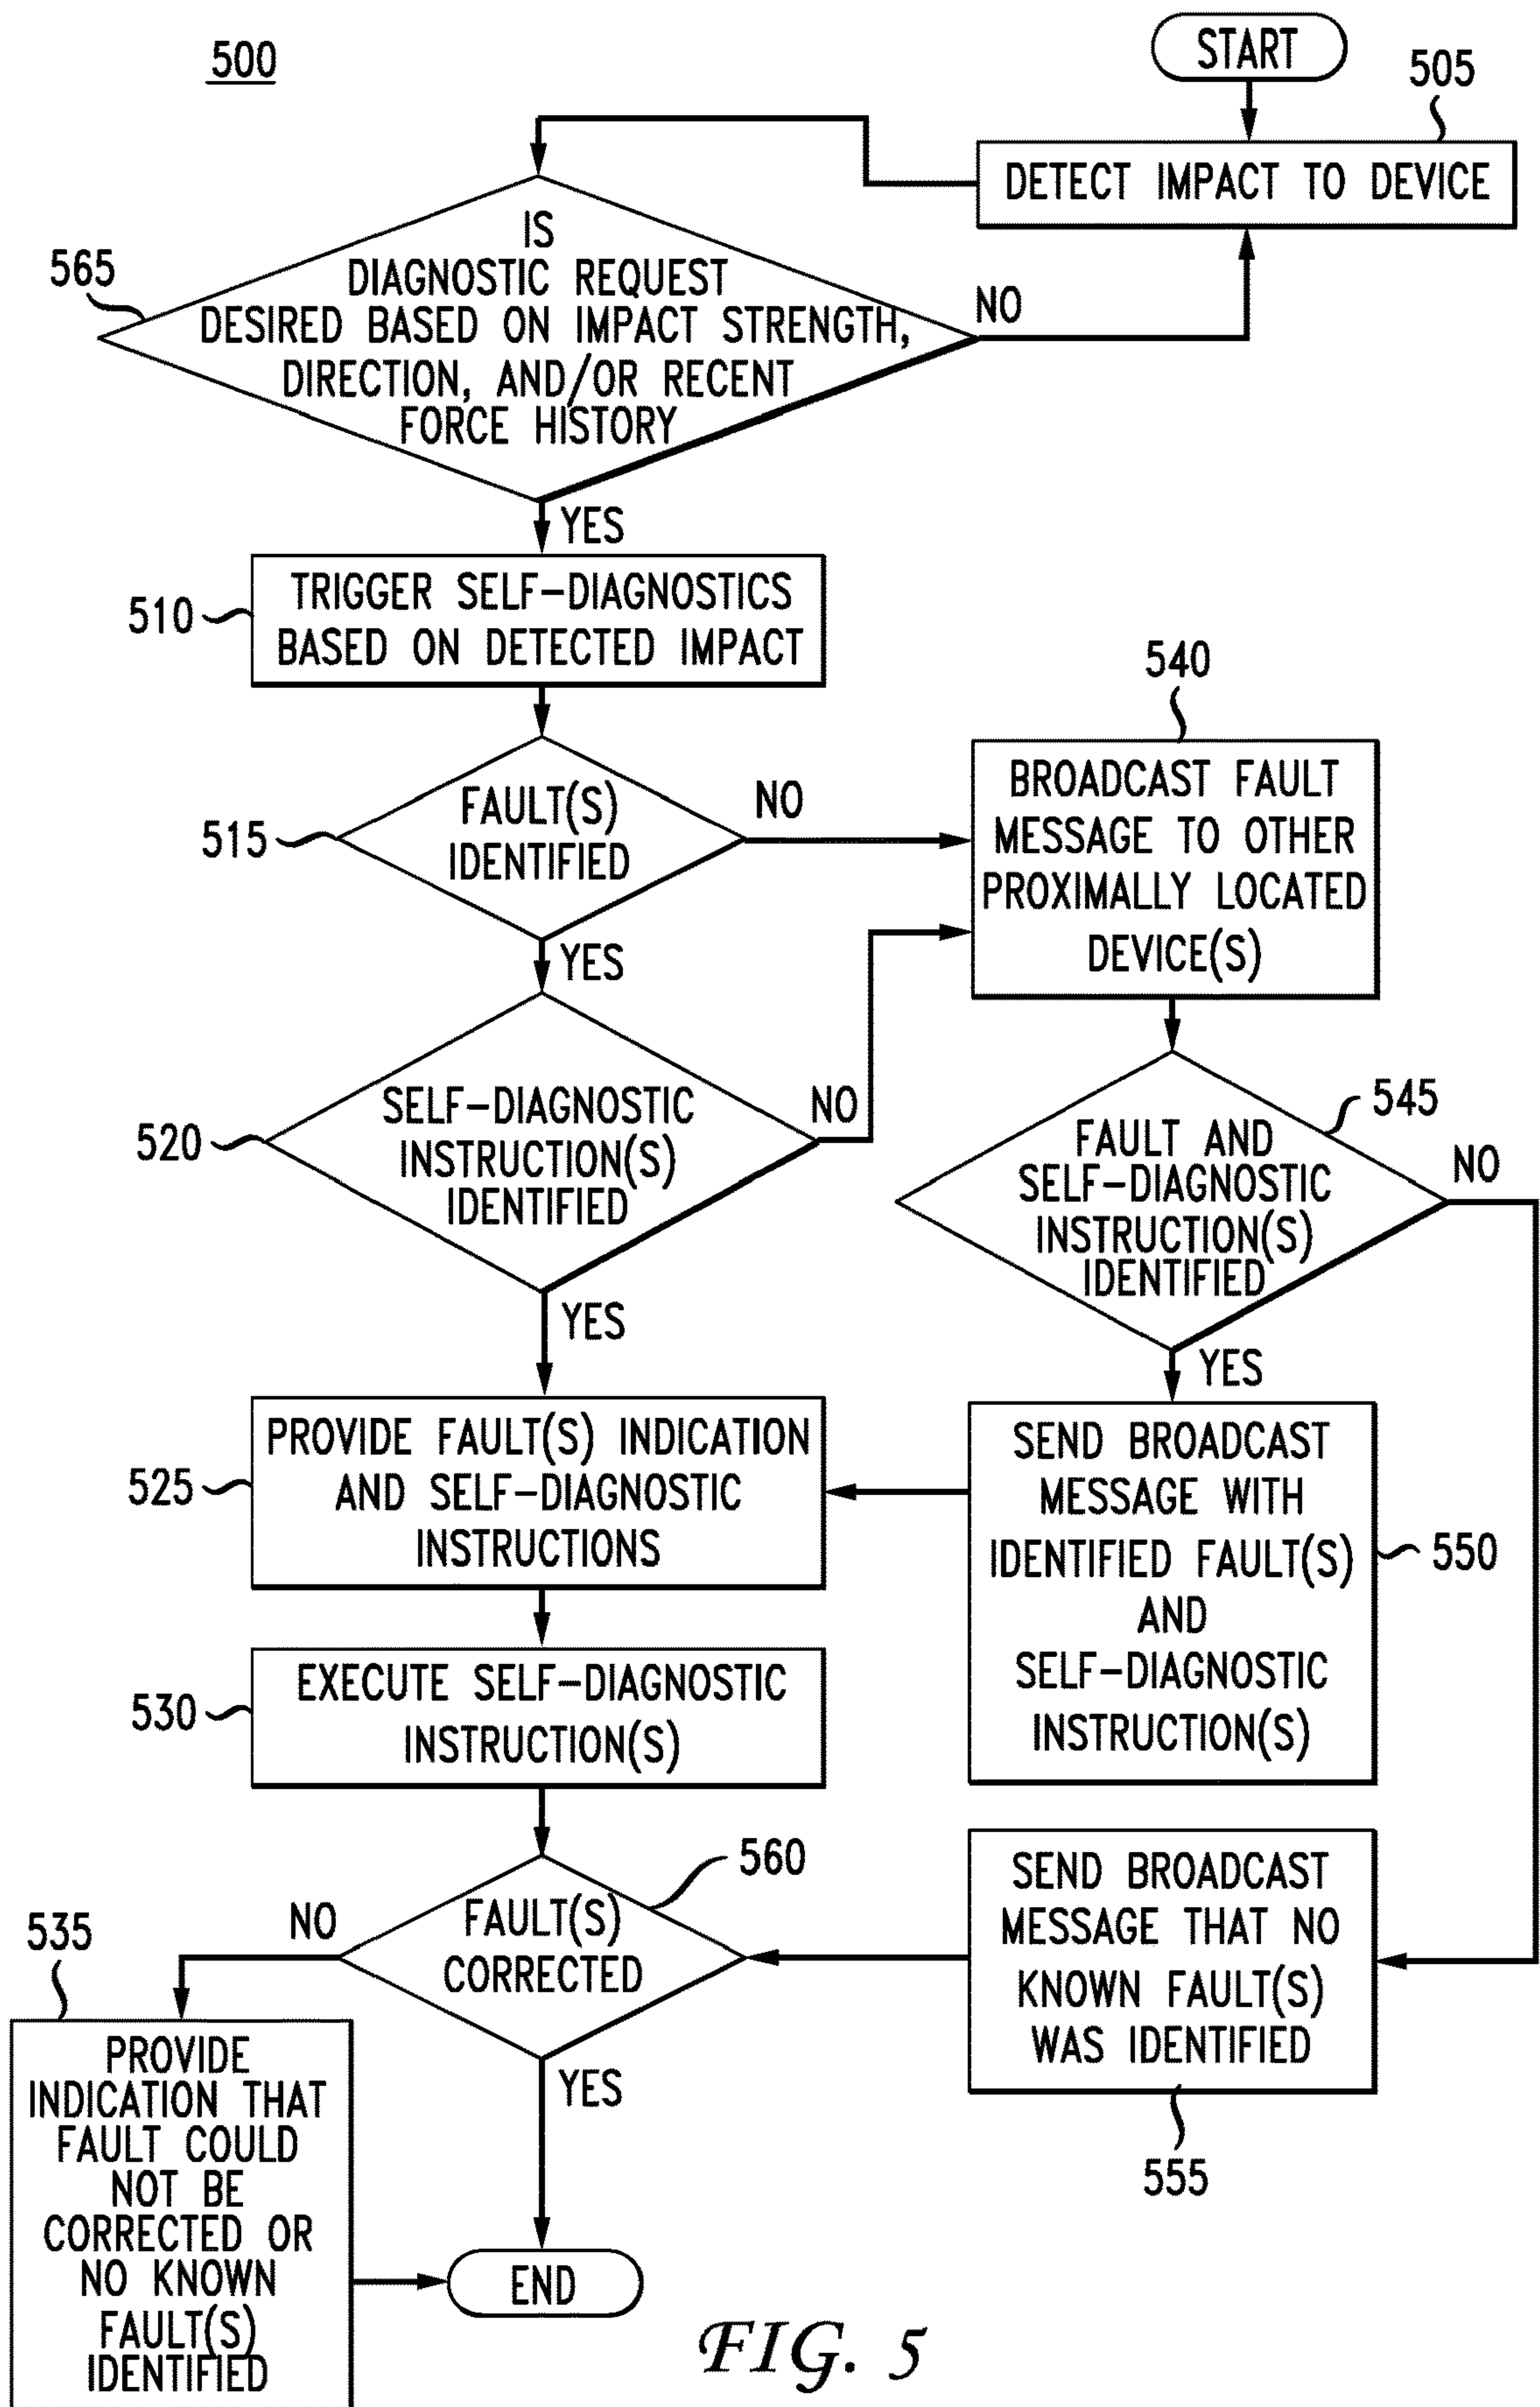 500
START
505
DETECT IMPACT TO DEVICE
565
IS
DIAGNOSTIC REQUEST
DESIRED BASED ON IMPACT STRENGTH,
DIRECTION, AND/OR RECENT
FORCE HISTORY
NO
YES
510
TRIGGER SELF-DIAGNOSTICS
BASED ON DETECTED IMPACT
515
FAULT(S)
IDENTIFIED
NO
YES
540
BROADCAST FAULT
MESSAGE TO OTHER
PROXIMALLY LOCATED
DEVICE(S)
520
SELF-DIAGNOSTIC
INSTRUCTION(S)
IDENTIFIED
NO
YES
545
FAULT AND
SELF-DIAGNOSTIC
INSTRUCTION(S)
IDENTIFIED
NO
YES
525
PROVIDE FAULT(S) INDICATION
AND SELF-DIAGNOSTIC
INSTRUCTIONS
SEND BROADCAST
MESSAGE WITH
IDENTIFIED FAULT(S)
AND
SELF-DIAGNOSTIC
INSTRUCTION(S)
550
530
EXECUTE SELF-DIAGNOSTIC
INSTRUCTION(S)
560
FAULT(S)
CORRECTED
NO
YES
SEND BROADCAST
MESSAGE THAT NO
KNOWN FAULT(S)
WAS IDENTIFIED
555
535
PROVIDE
INDICATION THAT
FAULT COULD
NOT BE
CORRECTED OR
NO KNOWN
FAULT(S)
IDENTIFIED
END
FIG. 5